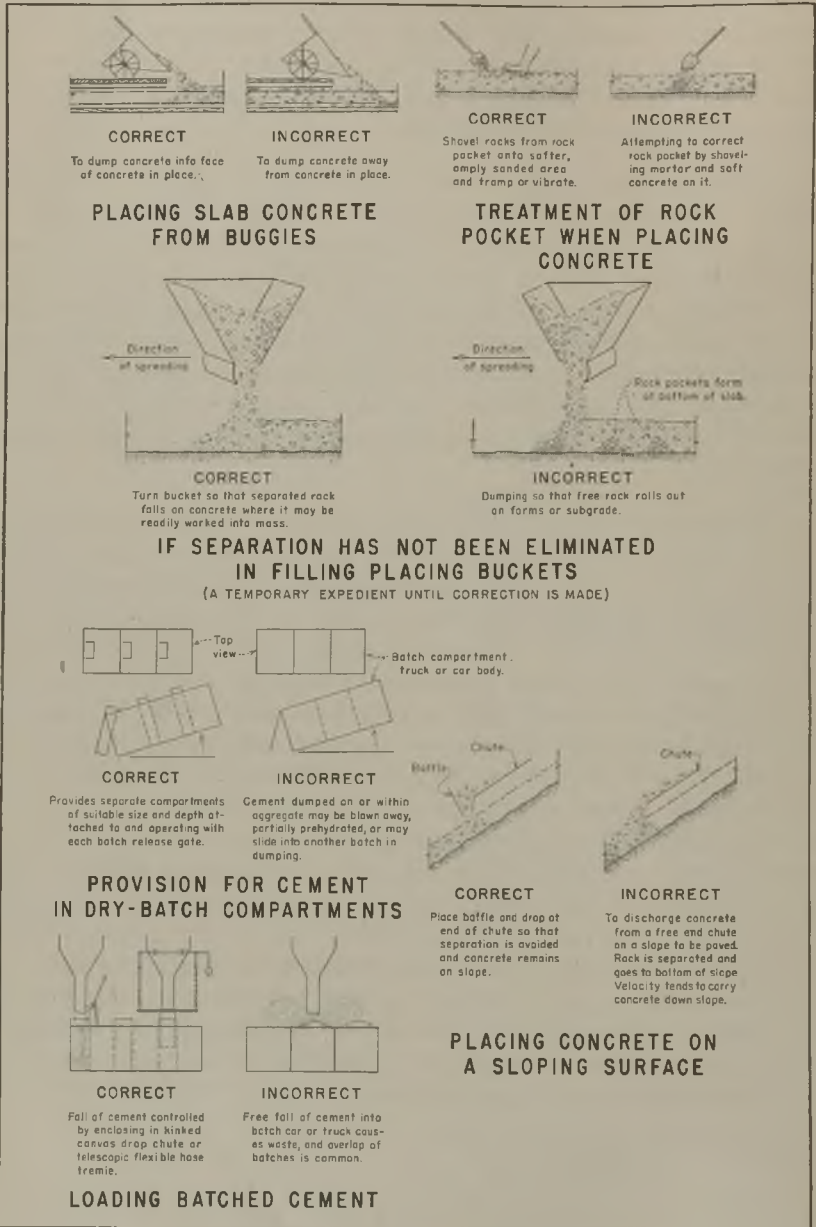 CORRECT
To dump concrete into face
of concrete in place.
INCORRECT
To dump concrete away
from concrete in place.
PLACING SLAB CONCRETE
FROM BUGGIES
CORRECT
Shovel rocks from rock
pocket onto softer,
amply sanded area
and tramp or vibrate.
INCORRECT
Attempting to correct
rock pocket by shovel-
ing mortar and soft
concrete on it.
TREATMENT OF ROCK
POCKET WHEN PLACING
CONCRETE
Direction
of spreading
CORRECT
Turn bucket so that separated rock
falls on concrete where it may be
readily worked into mass.
Direction
of spreading
Rock pockets form
at bottom of slab.
INCORRECT
Dumping so that free rock rolls out
on forms or subgrade.
IF SEPARATION HAS NOT BEEN ELIMINATED
IN FILLING PLACING BUCKETS
(A TEMPORARY EXPEDIENT UNTIL CORRECTION IS MADE)
Top
view
Batch compartment,
truck or car body.
CORRECT
Provides separate compartments
of suitable size and depth at-
tached to and operating with
each batch release gate.
INCORRECT
Cement dumped on or within
aggregate may be blown away,
partially prehydrated, or may
slide into another batch in
dumping.
PROVISION FOR CEMENT
IN DRY-BATCH COMPARTMENTS
Baffle
Chute
CORRECT
Place baffle and drop at
end of chute so that
separation is avoided
and concrete remains
on slope.
Chute
INCORRECT
To discharge concrete
from a free end chute
on a slope to be paved.
Rock is separated and
goes to bottom of slope
Velocity tends to carry
concrete down slope.
PLACING CONCRETE ON
A SLOPING SURFACE
CORRECT
Fall of cement controlled
by enclosing in kinked
canvas drop chute or
telescopic flexible hose
tremie.
INCORRECT
Free fall of cement into
batch car or truck caus-
es waste, and overlap of
batches is common.
LOADING BATCHED CEMENT